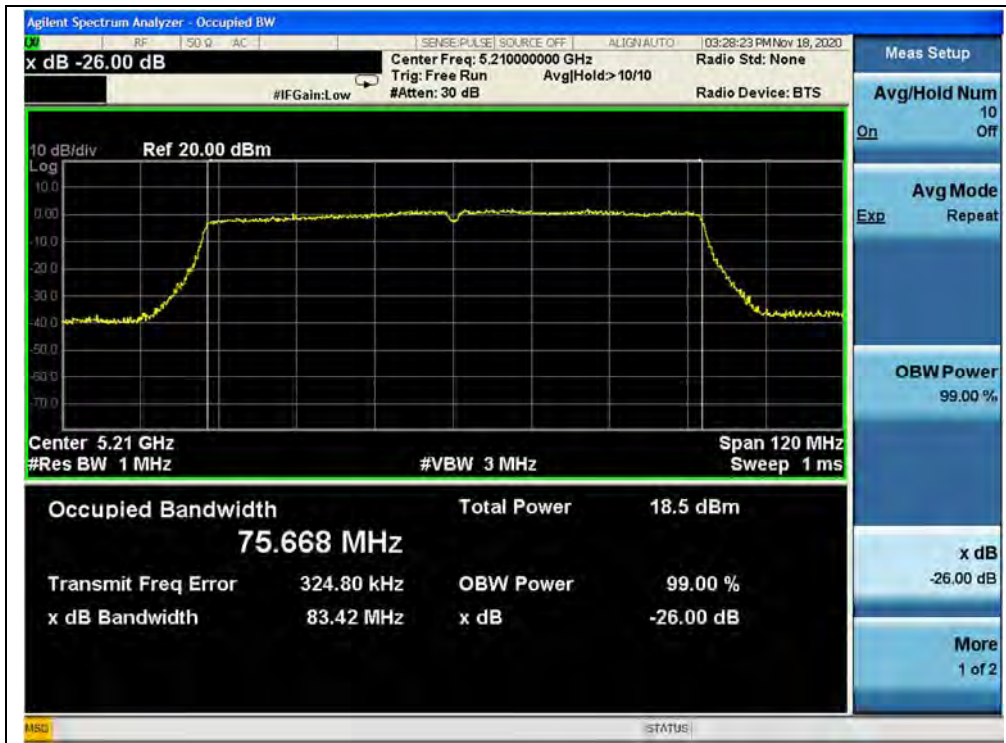 Agilent Spectrum Analyzer - Occupied BW
RF 50 Ω AC SENSE:PULSE SOURCE OFF ALIGN AUTO 03:28:23 PM Nov 18, 2020
x dB -26.00 dB
Center Freq: 5.210000000 GHz
Radio Std: None
Trig: Free Run Avg|Hold:> 10/10
#IFGain:Low
#Atten: 30 dB
Radio Device: BTS
10 dB/div Ref 20.00 dBm
Log
10.0
0.00
-10.0
-20.0
-30.0
-40.0
-50.0
-60.0
-70.0
Center 5.21 GHz
Span 120 MHz
#Res BW 1 MHz
#VBW 3 MHz
Sweep 1 ms
Occupied Bandwidth
Total Power 18.5 dBm
75.668 MHz
Transmit Freq Error 324.80 kHz
OBW Power 99.00 %
x dB Bandwidth 83.42 MHz
x dB -26.00 dB
Meas Setup
Avg/Hold Num
10
On Off
Avg Mode
Exp Repeat
OBW Power
99.00 %
x dB
-26.00 dB
More
1 of 2
MSG
STATUS